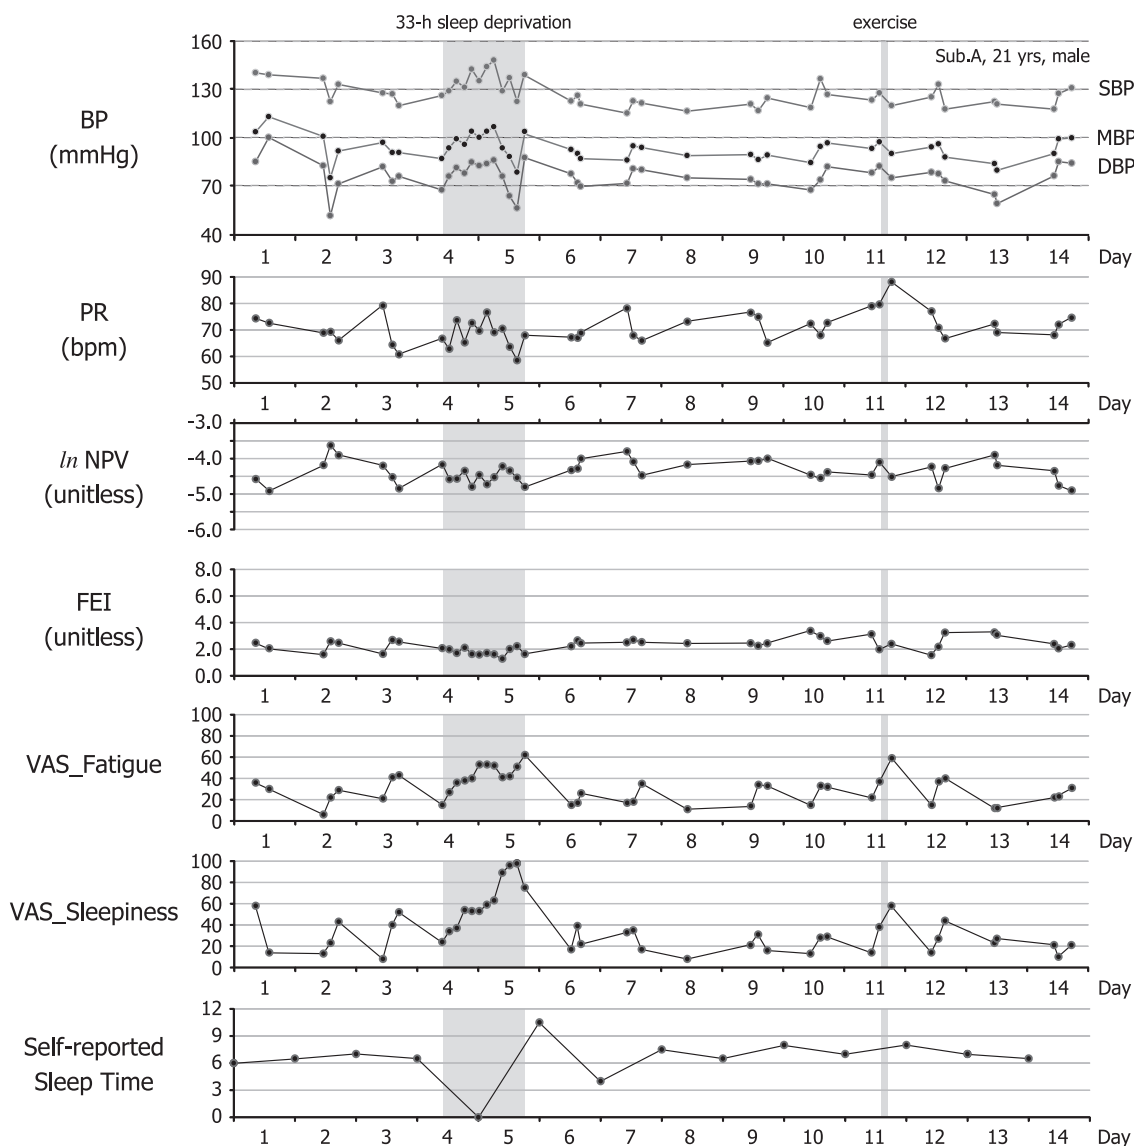 33-h sleep deprivation exercise
160
Sub.A, 21 yrs, male
130 SBP
BP
(mmHg)
100 MBP
DBP
70
40
1 2 3 4 5 6 7 8 9 10 11 12 13 14 Day
90
80
PR
(bpm)
70
60
50
1 2 3 4 5 6 7 8 9 10 11 12 13 14 Day
-3.0
-4.0
ln NPV
(unitless)
-5.0
-6.0
8.0
6.0
FEI
(unitless)
4.0
2.0
0.0
1 2 3 4 5 6 7 8 9 10 11 12 13 14 Day
100
80
VAS_Fatigue
60
40
20
0
1 2 3 4 5 6 7 8 9 10 11 12 13 14 Day
100
80
VAS_Sleepiness
60
40
20
0
1 2 3 4 5 6 7 8 9 10 11 12 13 14 Day
12
9
Self-reported
Sleep Time
6
3
0
1 2 3 4 5 6 7 8 9 10 11 12 13 14 Day